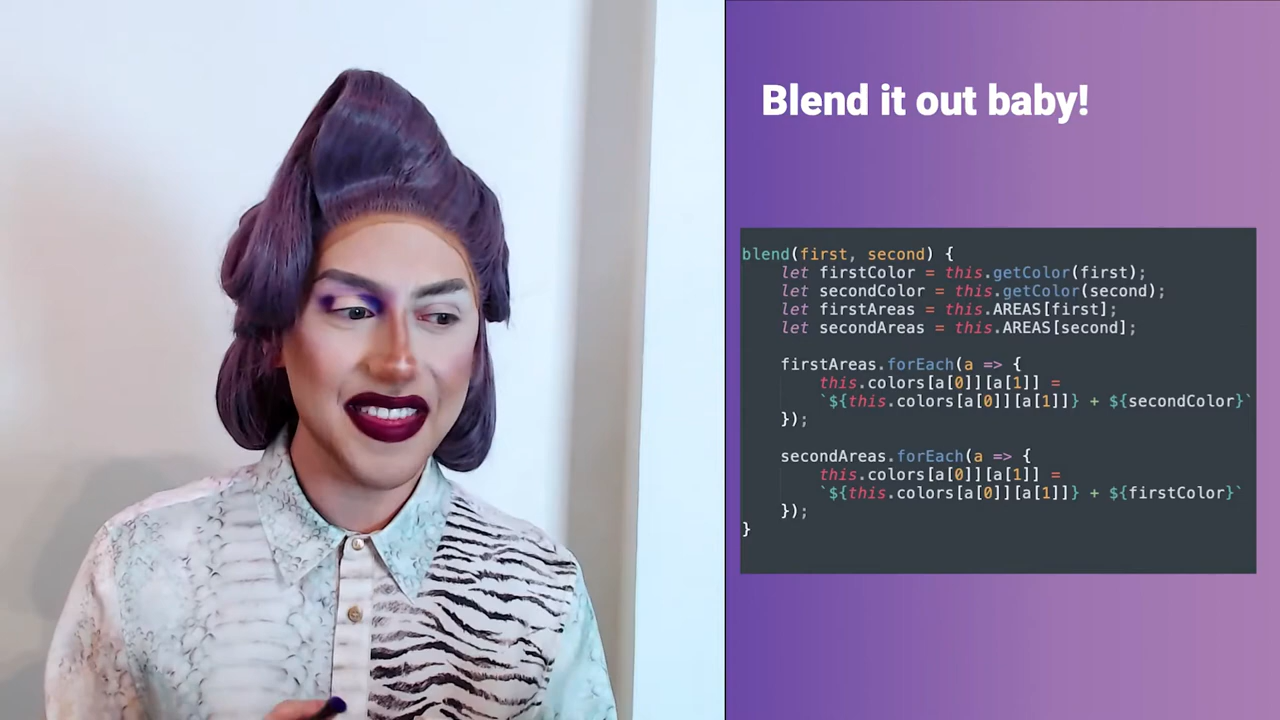 Blend it out baby!
blend(first, second) {
    let firstColor = this.getColor(first);
    let secondColor = this.getColor(second);
    let firstAreas = this.AREAS[first];
    let secondAreas = this.AREAS[second];

    firstAreas.forEach(a => {
        this.colors[a[0]][a[1]] =
        `${this.colors[a[0]][a[1]]} + ${secondColor}`
    });

    secondAreas.forEach(a => {
        this.colors[a[0]][a[1]] =
        `${this.colors[a[0]][a[1]]} + ${firstColor}`
    });
}